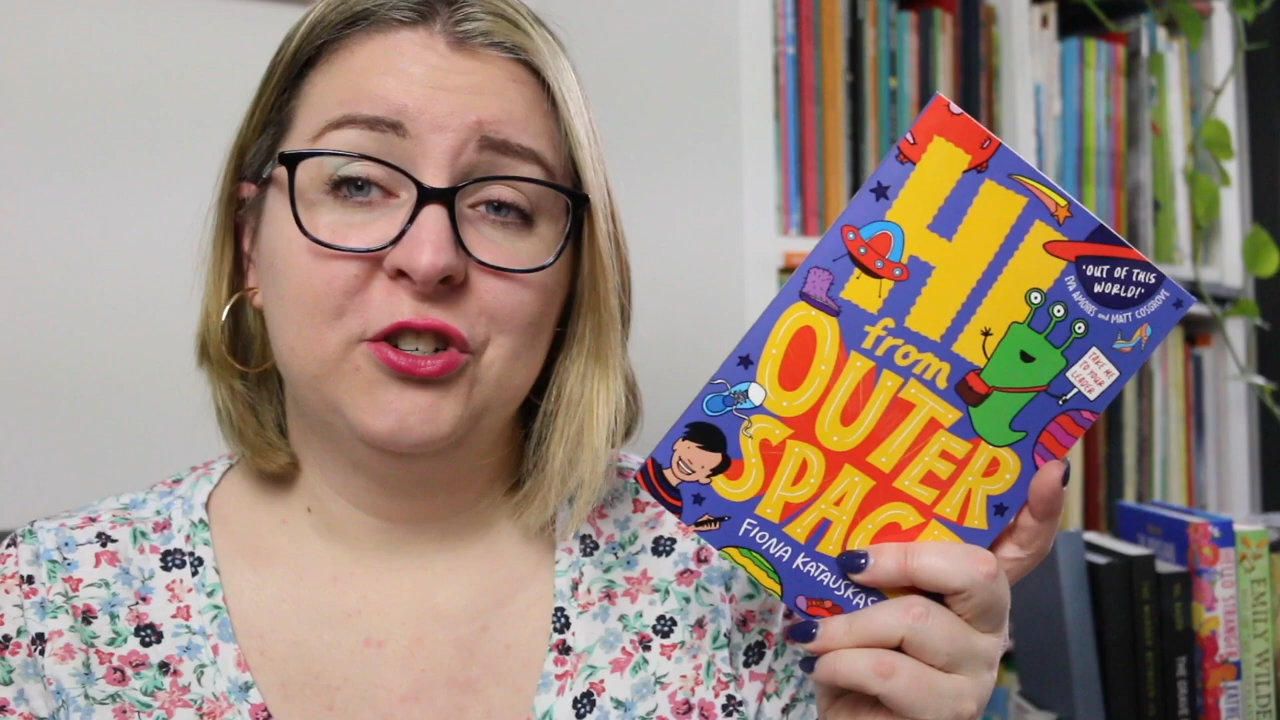 HI
from
OUTER
SPACE
FIONA KATAUSKAS
'OUT OF THIS
WORLD!'
EVA AMORES and MATT COSGROVE
TAKE ME
TO YOUR
LEADER
EMILY WILDE